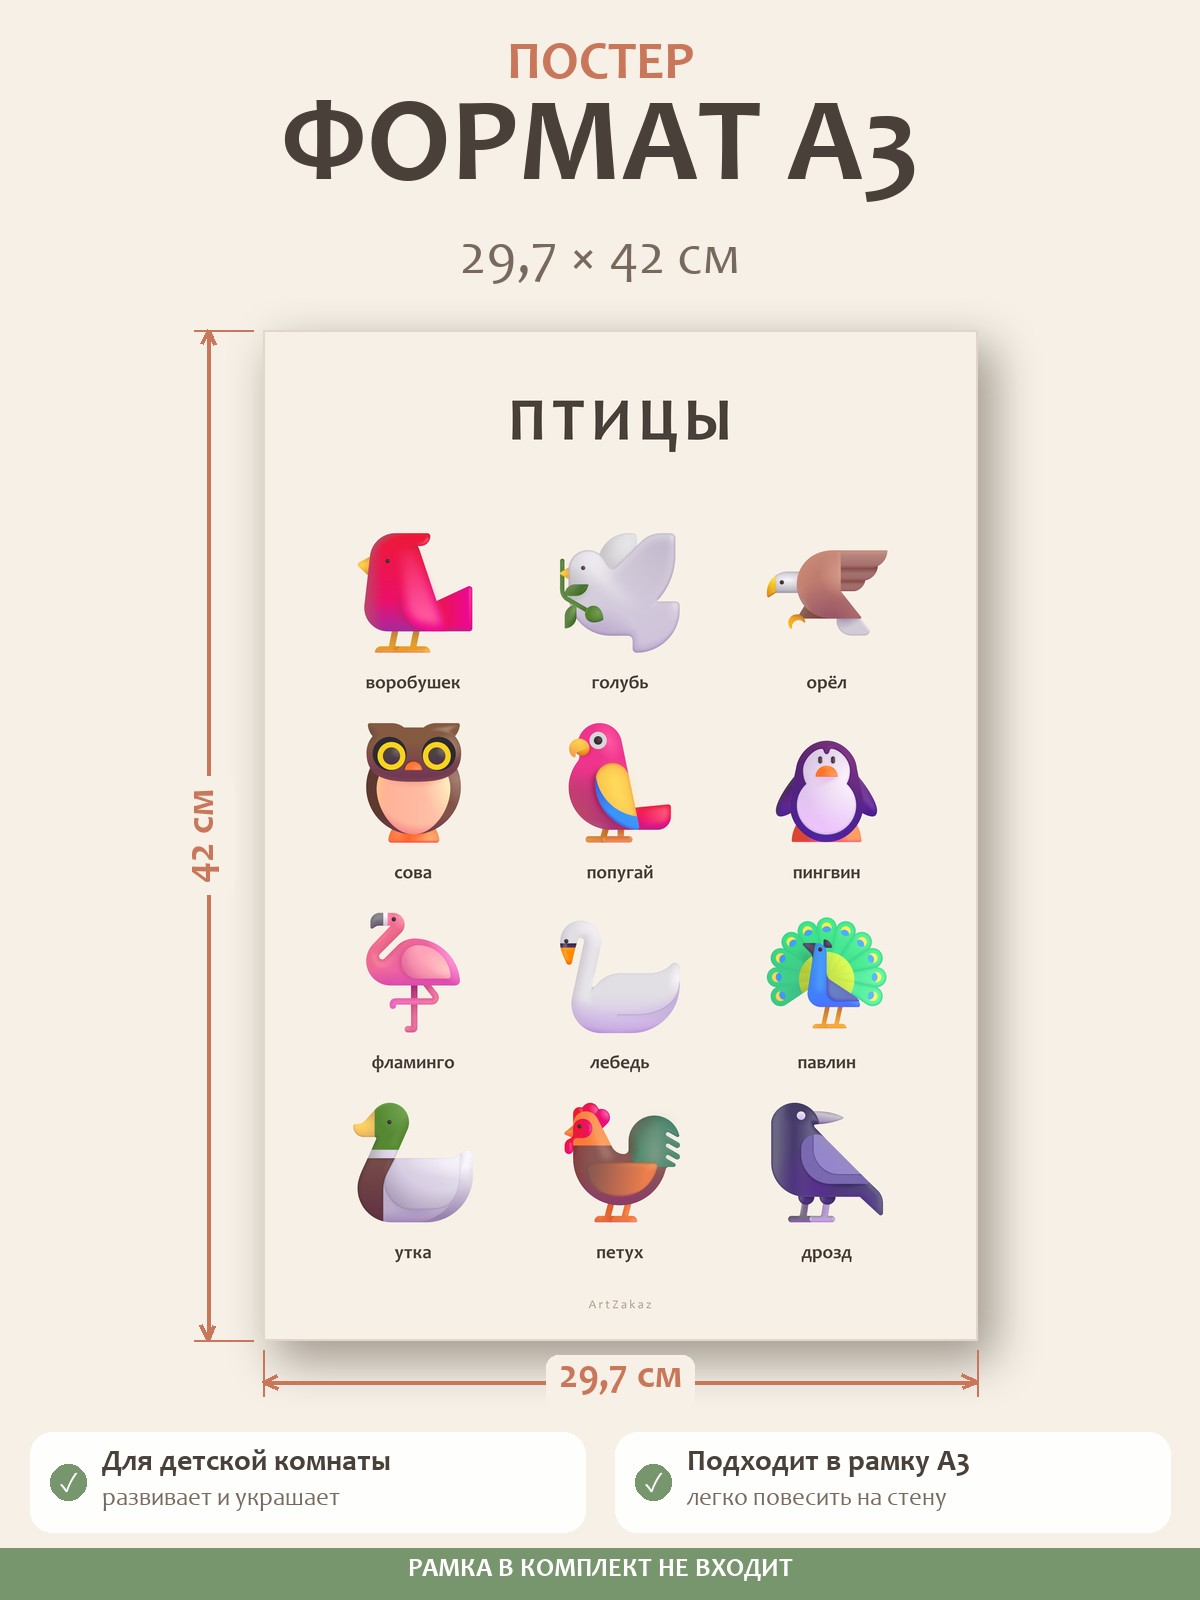 ПОСТЕР
ФОРМАТ А3
29,7 × 42 см
ПТИЦЫ
воробушек голубь орёл
сова попугай пингвин
фламинго лебедь павлин
утка петух дрозд
ArtZakaz
42 см
29,7 см
Для детской комнаты
развивает и украшает
Подходит в рамку А3
легко повесить на стену
РАМКА В КОМПЛЕКТ НЕ ВХОДИТ